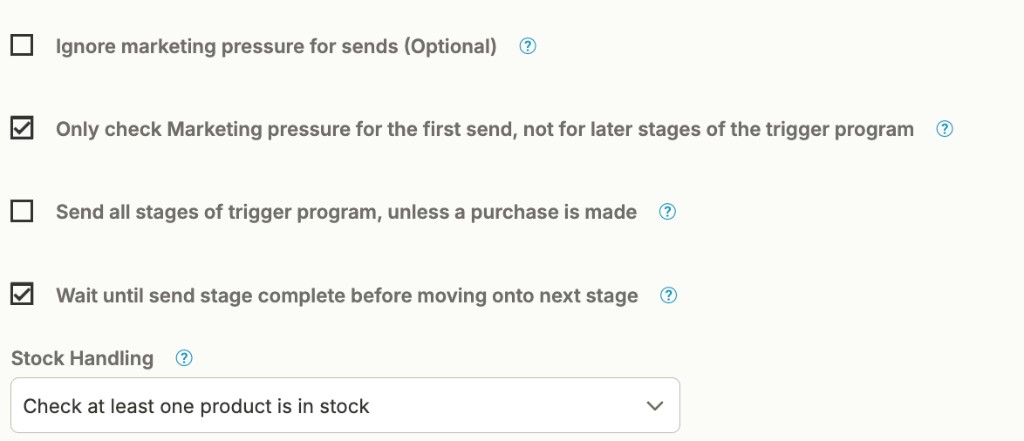 Ignore marketing pressure for sends (Optional) ?
Only check Marketing pressure for the first send, not for later stages of the trigger program ?
Send all stages of trigger program, unless a purchase is made ?
Wait until send stage complete before moving onto next stage ?
Stock Handling ?
Check at least one product is in stock